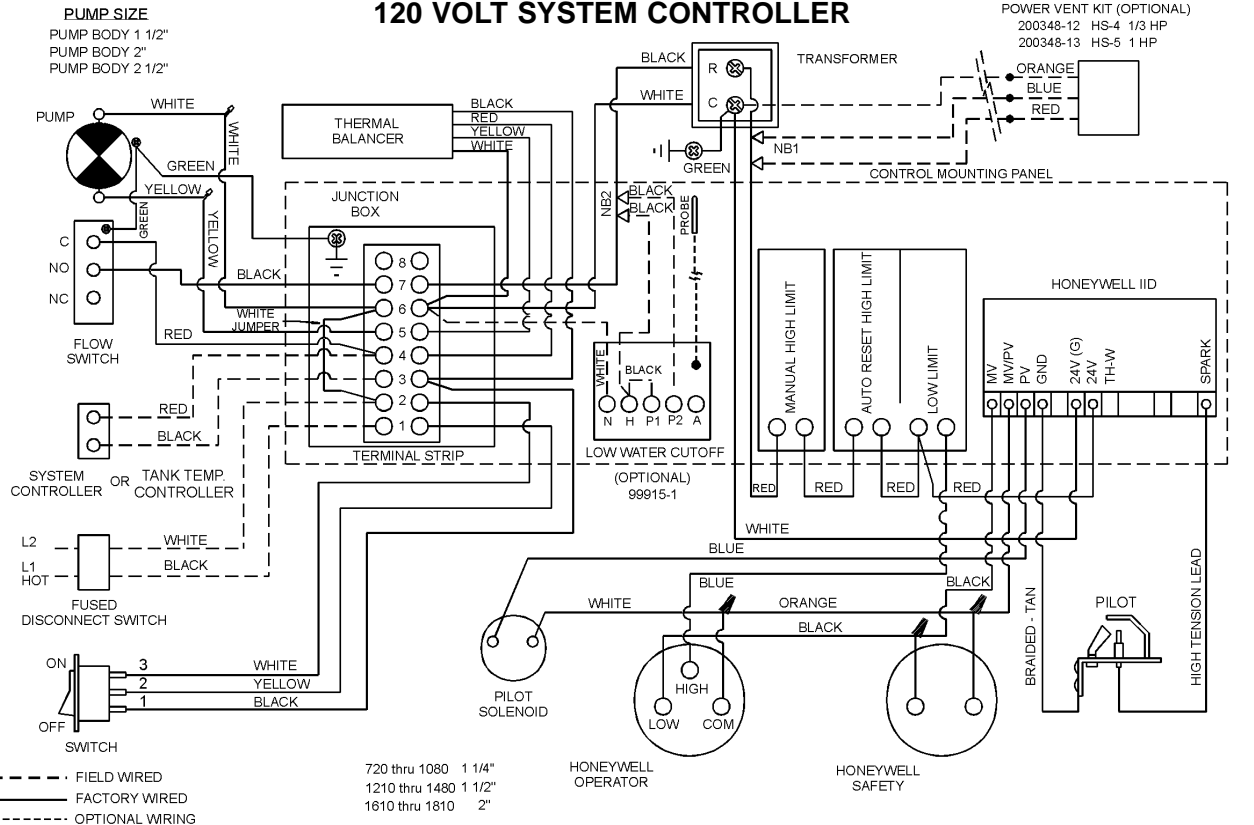 120 VOLT SYSTEM CONTROLLER
PUMP SIZE
PUMP BODY 1 1/2"
PUMP BODY 2"
PUMP BODY 2 1/2"
POWER VENT KIT (OPTIONAL)
200348-12 HS-4 1/3 HP
200348-13 HS-5 1 HP
ORANGE
BLUE
RED
TRANSFORMER
R
C
BLACK
WHITE
GREEN
NB1
PUMP
WHITE
WHITE
GREEN
YELLOW
GREEN
YELLOW
THERMAL
BALANCER
BLACK
RED
YELLOW
WHITE
CONTROL MOUNTING PANEL
JUNCTION
BOX
NB2
BLACK
BLACK
PROBE
C
NO
NC
FLOW
SWITCH
BLACK
WHITE
JUMPER
RED
8
7
6
5
4
3
2
1
TERMINAL STRIP
WHITE
BLACK
N H P1 P2 A
LOW WATER CUTOFF
(OPTIONAL)
99915-1
MANUAL HIGH LIMIT
AUTO RESET HIGH LIMIT
LOW LIMIT
HONEYWELL IID
MV
MV/PV
PV
GND
24V (G)
24V
TH-W
SPARK
RED
RED
RED
RED
RED
BLACK
SYSTEM
CONTROLLER
OR
TANK TEMP.
CONTROLLER
L2
L1
HOT
WHITE
BLACK
FUSED
DISCONNECT SWITCH
WHITE
BLUE
BLUE
BLACK
WHITE
ORANGE
BLACK
BRAIDED - TAN
PILOT
HIGH TENSION LEAD
ON
OFF
3
2
1
WHITE
YELLOW
BLACK
SWITCH
PILOT
SOLENOID
HIGH
LOW
COM
HONEYWELL
OPERATOR
HONEYWELL
SAFETY
FIELD WIRED
FACTORY WIRED
OPTIONAL WIRING
720 thru 1080 1 1/4"
1210 thru 1480 1 1/2"
1610 thru 1810 2"